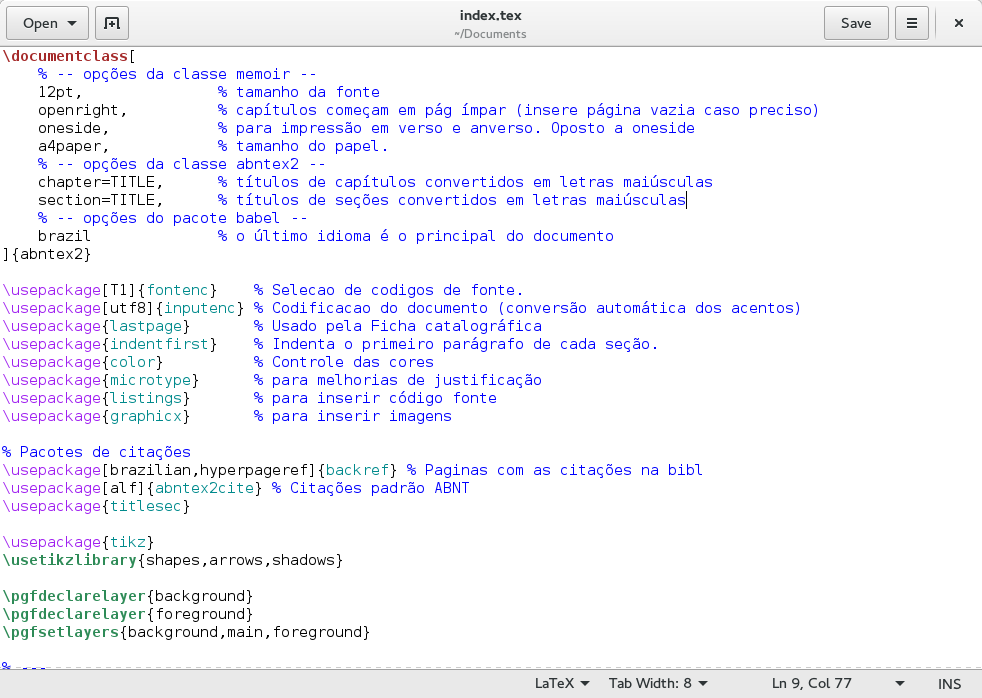 Open
index.tex
~/Documents
Save
\documentclass[
    % -- opções da classe memoir --
    12pt,               % tamanho da fonte
    openright,          % capítulos começam em pág ímpar (insere página vazia caso preciso)
    oneside,            % para impressão em verso e anverso. Oposto a oneside
    a4paper,            % tamanho do papel.
    % -- opções da classe abntex2 --
    chapter=TITLE,      % títulos de capítulos convertidos em letras maiúsculas
    section=TITLE,      % títulos de seções convertidos em letras maiúsculas
    % -- opções do pacote babel --
    brazil              % o último idioma é o principal do documento
]{abntex2}

\usepackage[T1]{fontenc}    % Selecao de codigos de fonte.
\usepackage[utf8]{inputenc} % Codificacao do documento (conversão automática dos acentos)
\usepackage{lastpage}       % Usado pela Ficha catalográfica
\usepackage{indentfirst}    % Indenta o primeiro parágrafo de cada seção.
\usepackage{color}          % Controle das cores
\usepackage{microtype}      % para melhorias de justificação
\usepackage{listings}       % para inserir código fonte
\usepackage{graphicx}       % para inserir imagens

% Pacotes de citações
\usepackage[brazilian,hyperpageref]{backref} % Paginas com as citações na bibl
\usepackage[alf]{abntex2cite} % Citações padrão ABNT
\usepackage{titlesec}

\usepackage{tikz}
\usetikzlibrary{shapes,arrows,shadows}

\pgfdeclarelayer{background}
\pgfdeclarelayer{foreground}
\pgfsetlayers{background,main,foreground}

% ---
LaTeX Tab Width: 8 Ln 9, Col 77 INS